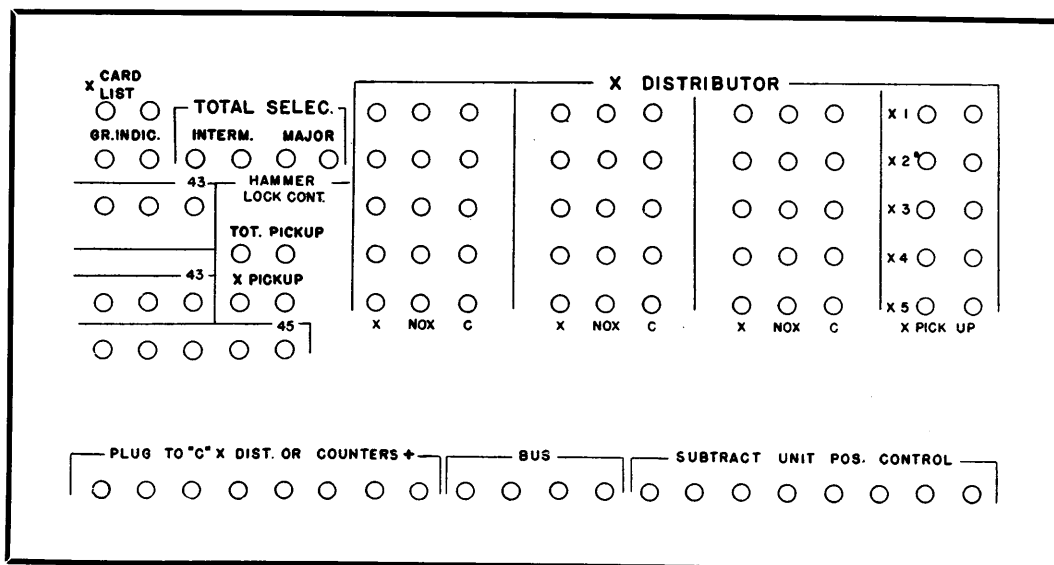 X CARD LIST
GR.INDIC.
TOTAL SELEC.
INTERM. MAJOR
43
HAMMER
LOCK CONT.
TOT. PICKUP
43
X PICKUP
45
X DISTRIBUTOR
X 1
X 2
X 3
X 4
X 5
X NOX C X NOX C X NOX C X PICK UP
PLUG TO "C" X DIST. OR COUNTERS + BUS SUBTRACT UNIT POS. CONTROL